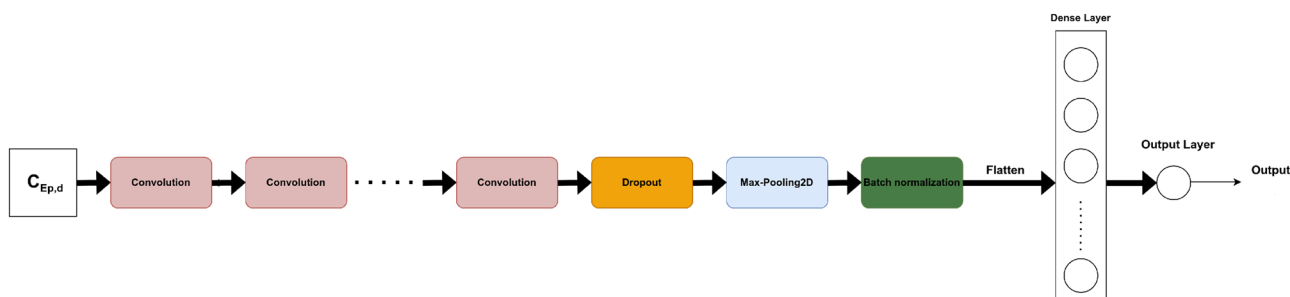 Dense Layer
C_Ep,d
Convolution
Convolution
Convolution
Dropout
Max-Pooling2D
Batch normalization
Flatten
Output Layer
Output